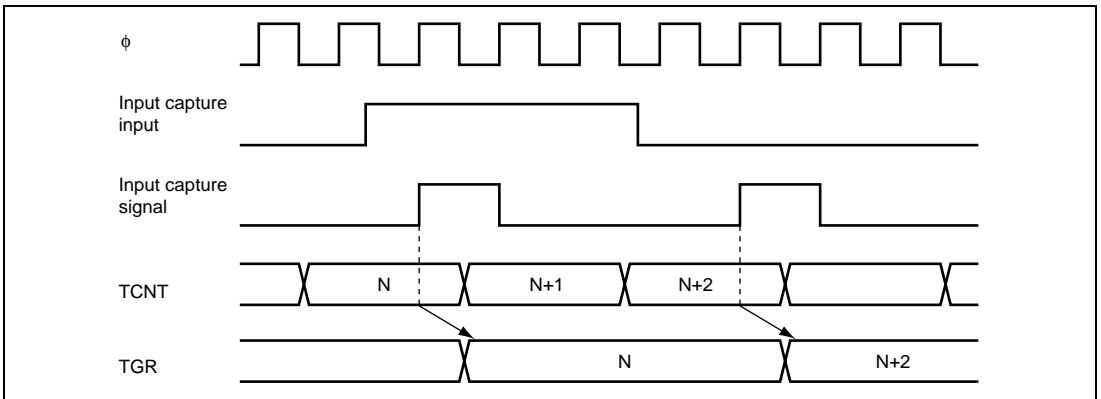 ϕ
Input capture
input
Input capture
signal
TCNT N N+1 N+2
TGR N N+2